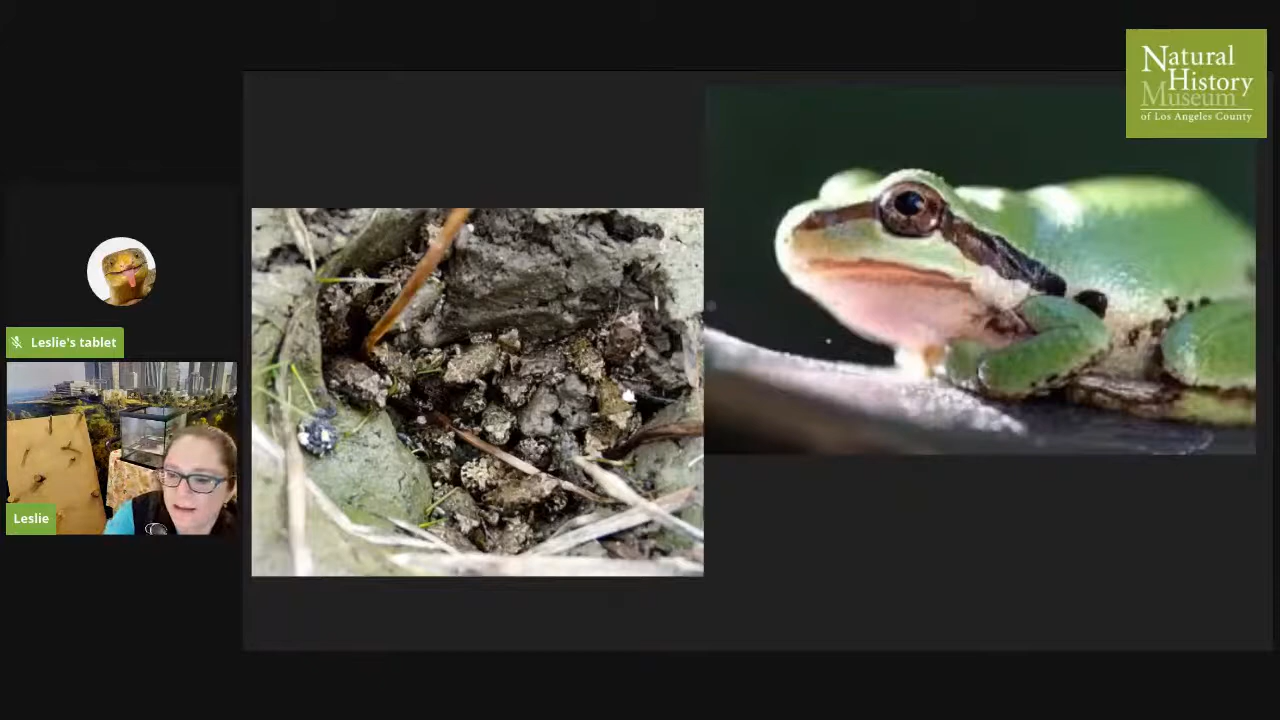 Natural
History
Museum
of Los Angeles County
Leslie's tablet
Leslie